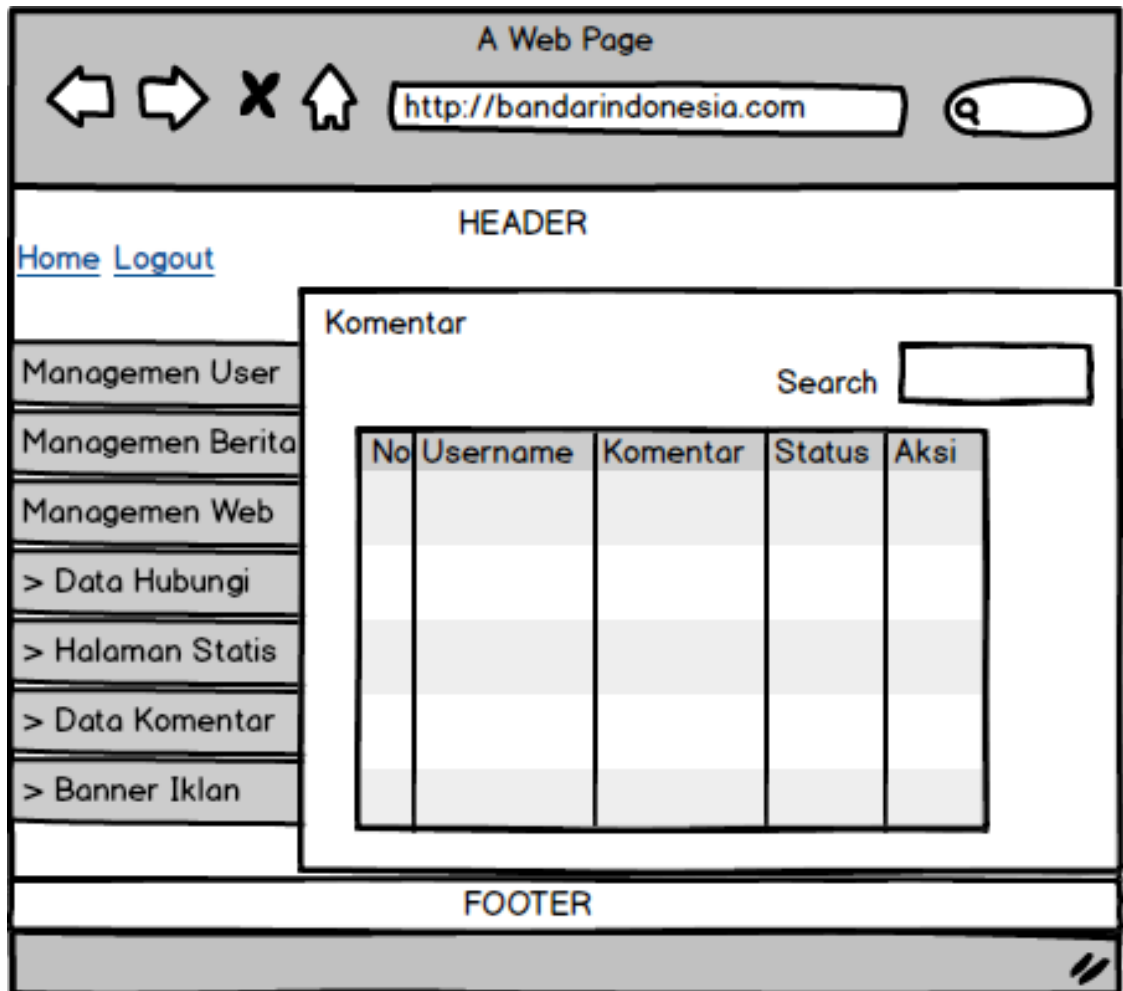 A Web Page
http://bandarindonesia.com
HEADER
Home Logout
Komentar
Search
Managemen User
Managemen Berita
Managemen Web
> Data Hubungi
> Halaman Statis
> Data Komentar
> Banner Iklan
No Username Komentar Status Aksi
FOOTER